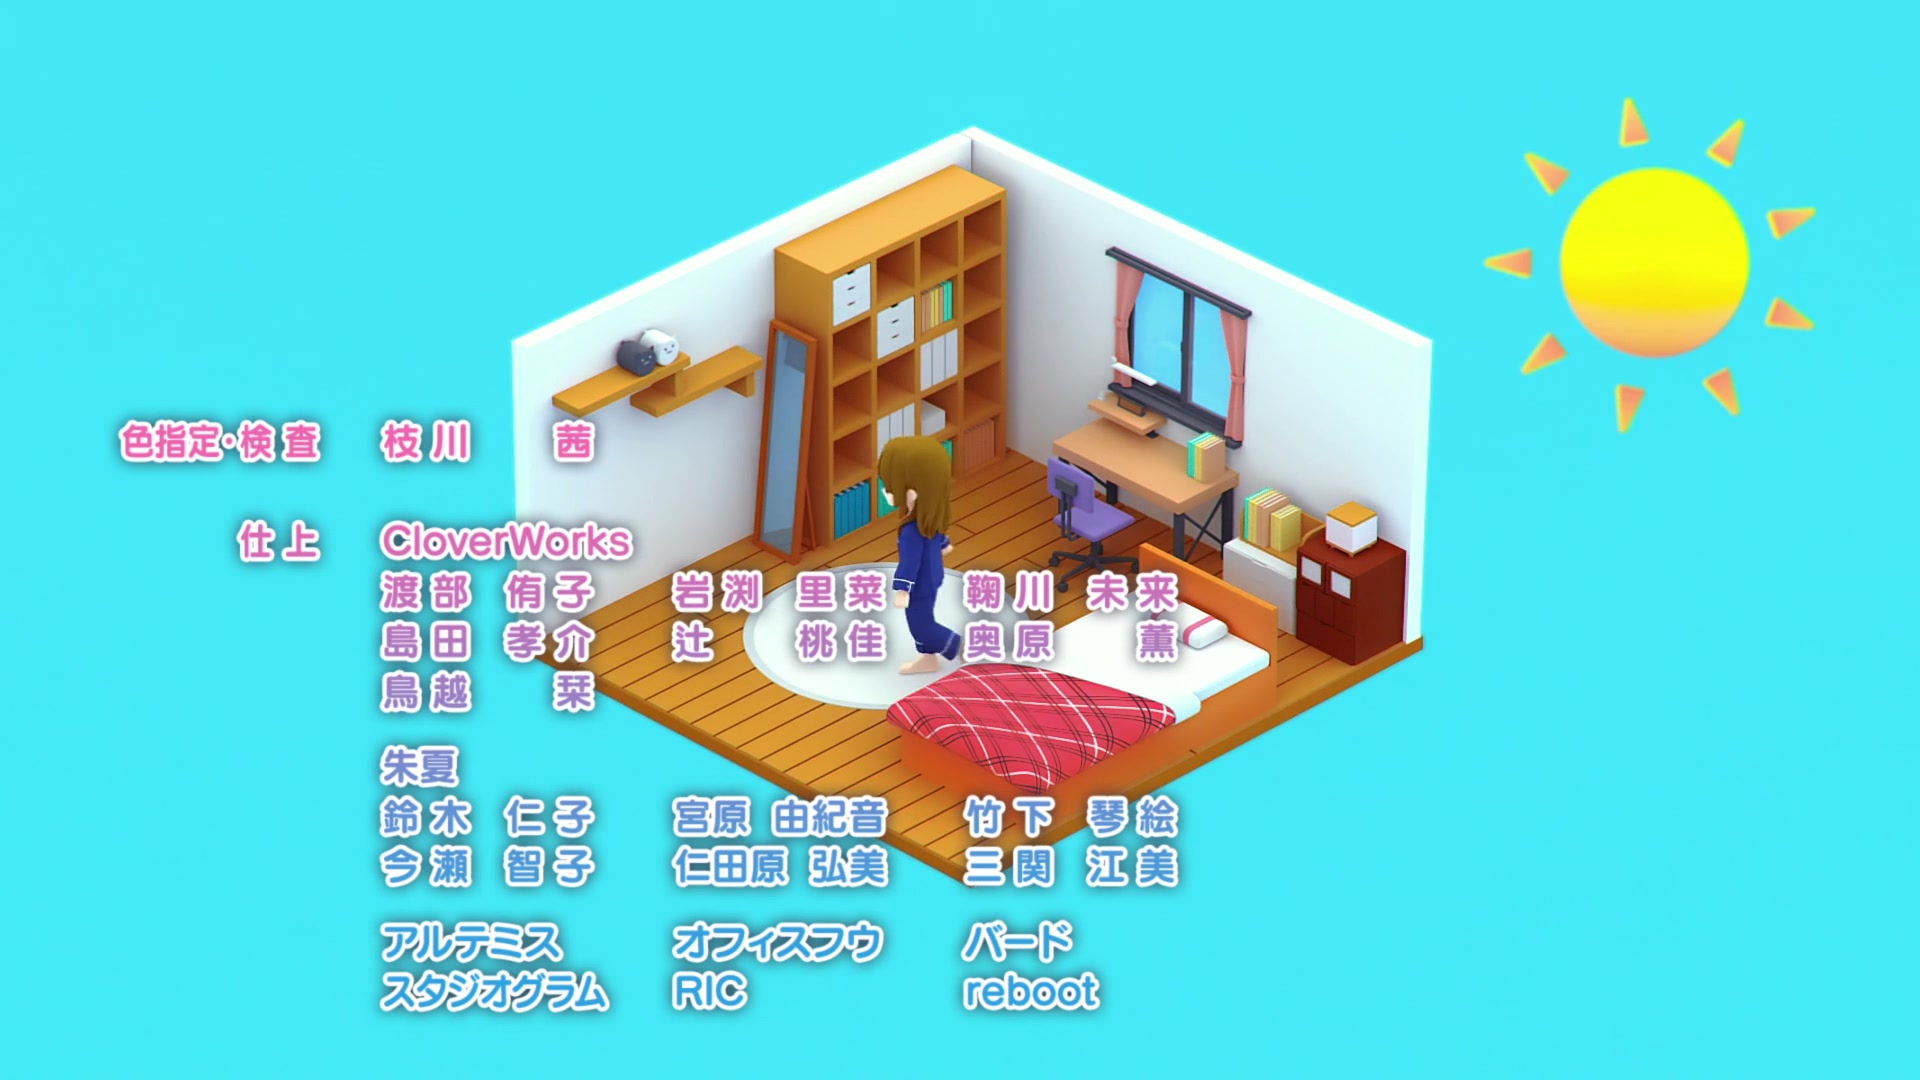 色指定・検査 枝川 茜
仕上 CloverWorks
渡部 侑子 岩渕 里菜 鞠川 未来
島田 孝介 辻 桃佳 奥原 薫
鳥越 栞
朱夏
鈴木 仁子 宮原 由紀音 竹下 琴絵
今瀬 智子 仁田原 弘美 三関 江美
アルテミス オフィスフウ バード
スタジオグラム RIC reboot